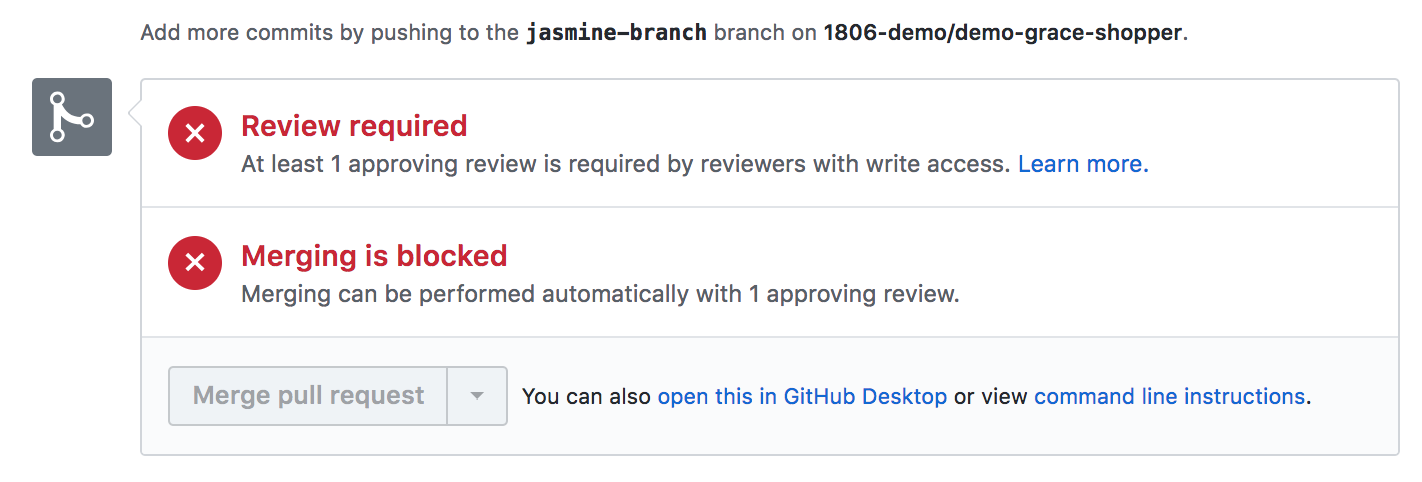 Add more commits by pushing to the jasmine-branch branch on 1806-demo/demo-grace-shopper.
Review required
At least 1 approving review is required by reviewers with write access. Learn more.
Merging is blocked
Merging can be performed automatically with 1 approving review.
Merge pull request You can also open this in GitHub Desktop or view command line instructions.